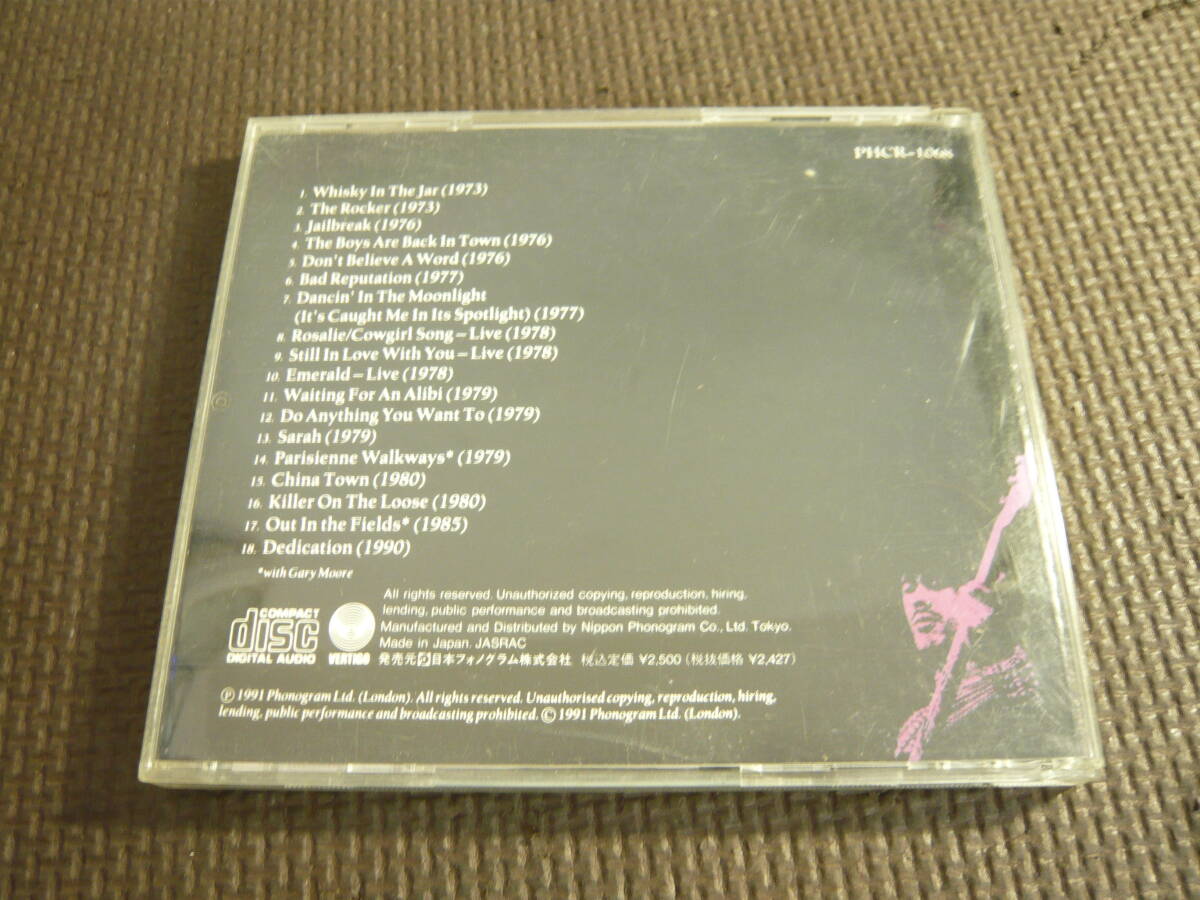 PHCR-1068
1. Whisky In The Jar (1973)
2. The Rocker (1973)
3. Jailbreak (1976)
4. The Boys Are Back In Town (1976)
5. Don't Believe A Word (1976)
6. Bad Reputation (1977)
7. Dancin' In The Moonlight
(It's Caught Me In Its Spotlight) (1977)
8. Rosalie/Cowgirl Song – Live (1978)
9. Still In Love With You – Live (1978)
10. Emerald – Live (1978)
11. Waiting For An Alibi (1979)
12. Do Anything You Want To (1979)
13. Sarah (1979)
14. Parisienne Walkways* (1979)
15. China Town (1980)
16. Killer On The Loose (1980)
17. Out In the Fields* (1985)
18. Dedication (1990)
*with Gary Moore
COMPACT
disc
DIGITAL AUDIO
VERTIGO
All rights reserved. Unauthorized copying, reproduction, hiring,
lending, public performance and broadcasting prohibited.
Manufactured and Distributed by Nippon Phonogram Co., Ltd. Tokyo.
Made in Japan. JASRAC
発売元 日本フォノグラム株式会社 税込定価 ¥2,500 (税抜価格 ¥2,427)
℗ 1991 Phonogram Ltd. (London). All rights reserved. Unauthorised copying, reproduction, hiring,
lending, public performance and broadcasting prohibited. © 1991 Phonogram Ltd. (London).